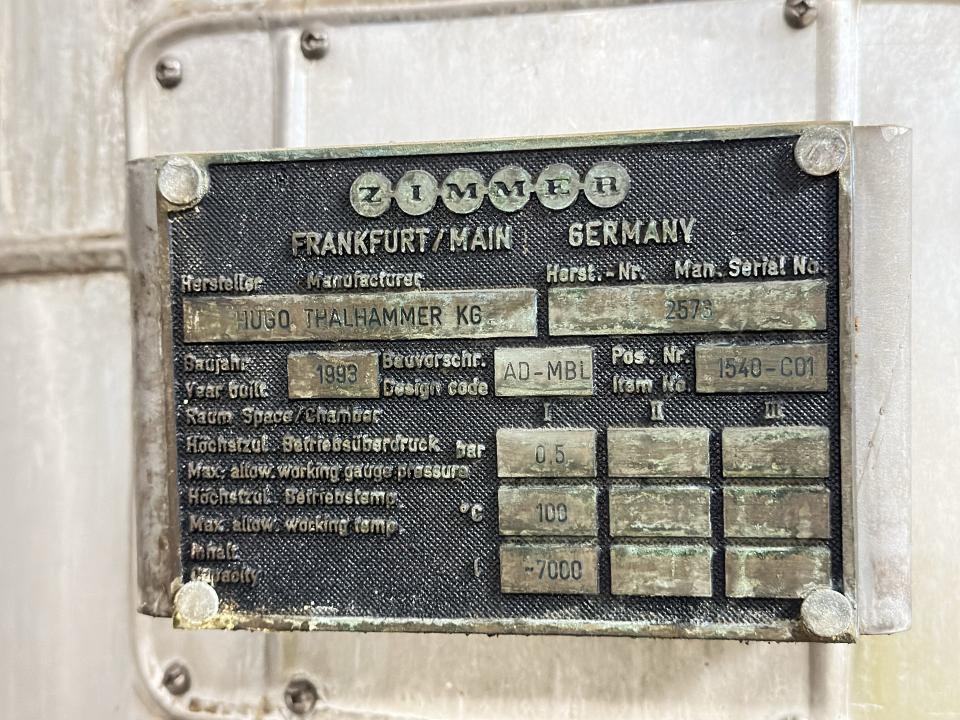 ZIMMER
FRANKFURT/MAIN GERMANY
Hersteller Manufacturer Herst.-Nr. Man. Serial No.
HUGO THALHAMMER KG 2573
Baujahr Bauvorschr. Pos. Nr.
1993 AD-MBL 1540-C01
Year built Design code Item No.
Raum Space/Chamber I II III
Höchstzul. Betriebsüberdruck bar 0.5
Max. allow. working gauge pressure
Höchstzul. Betriebstemp. °C 100
Max. allow. working temp.
Inhalt l ~7000
Capacity